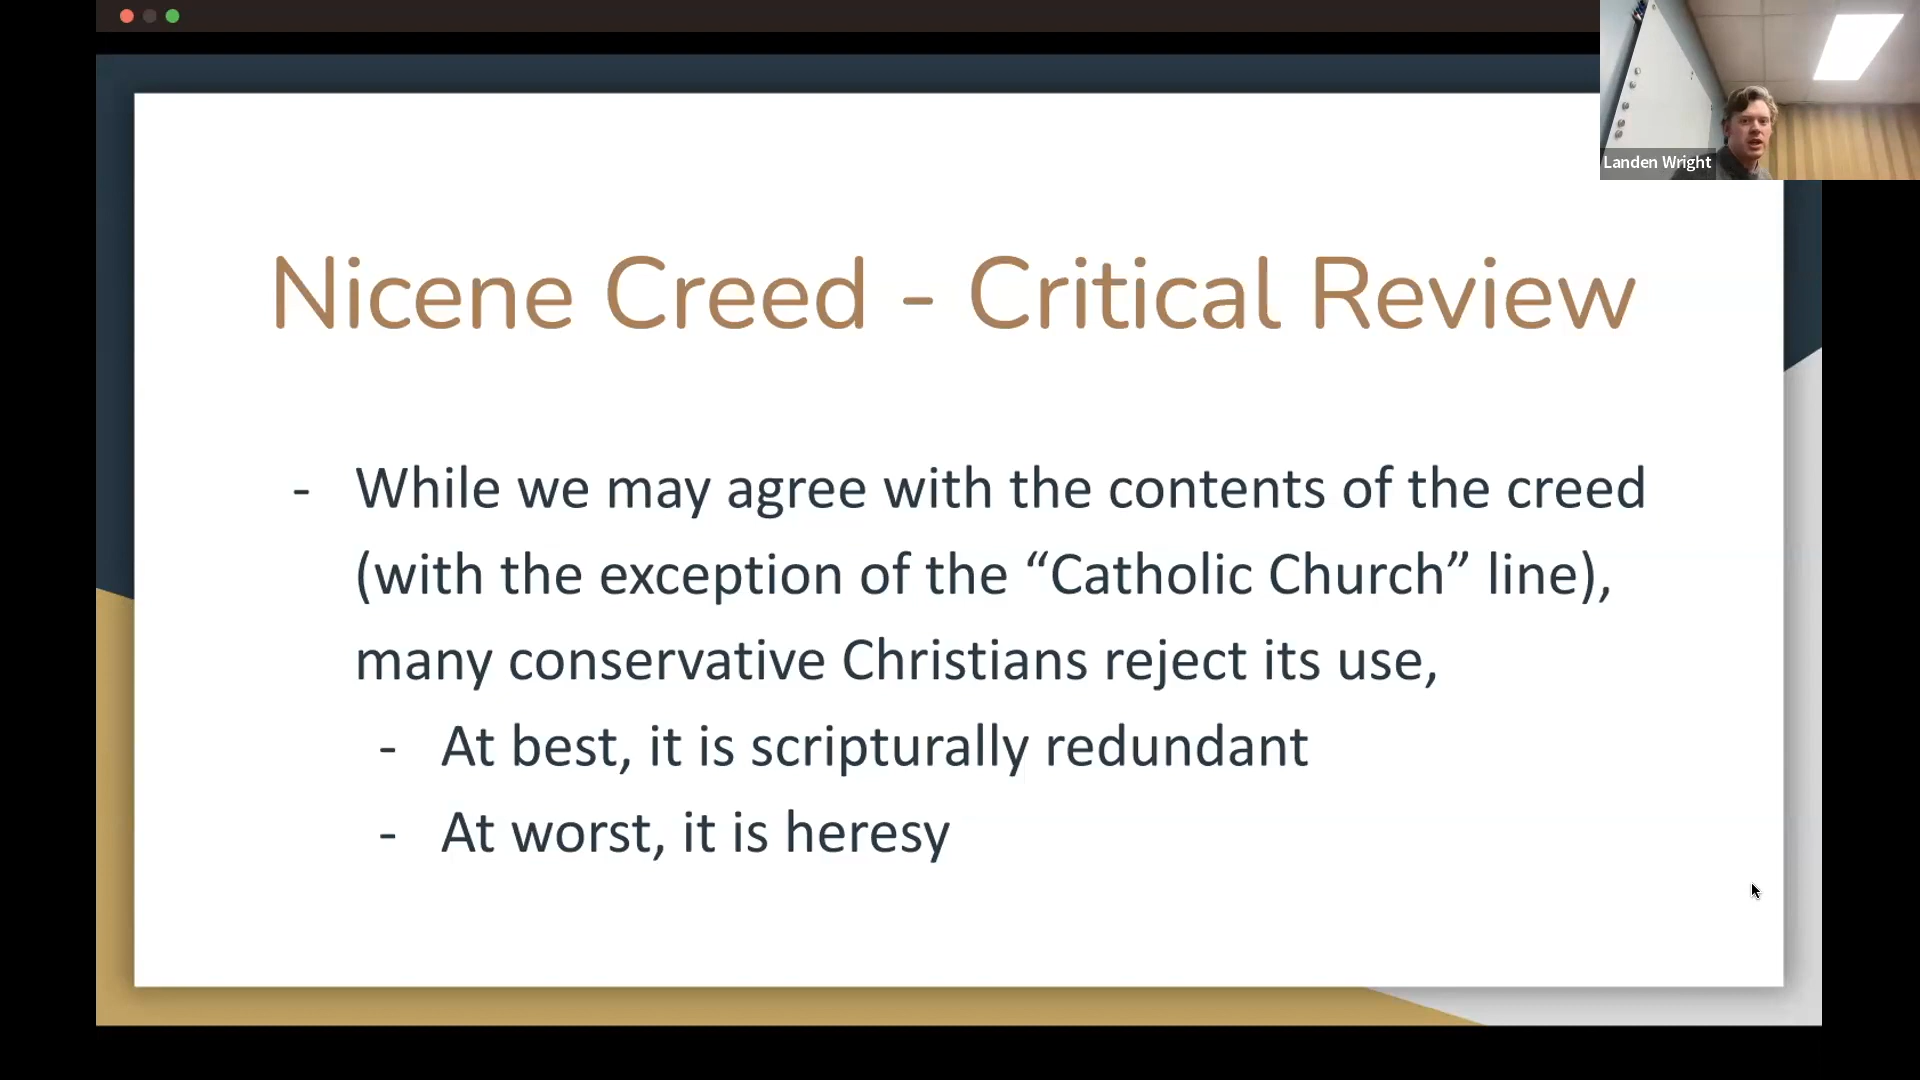 Landen Wright
Nicene Creed - Critical Review
- While we may agree with the contents of the creed
(with the exception of the “Catholic Church” line),
many conservative Christians reject its use,
- At best, it is scripturally redundant
- At worst, it is heresy